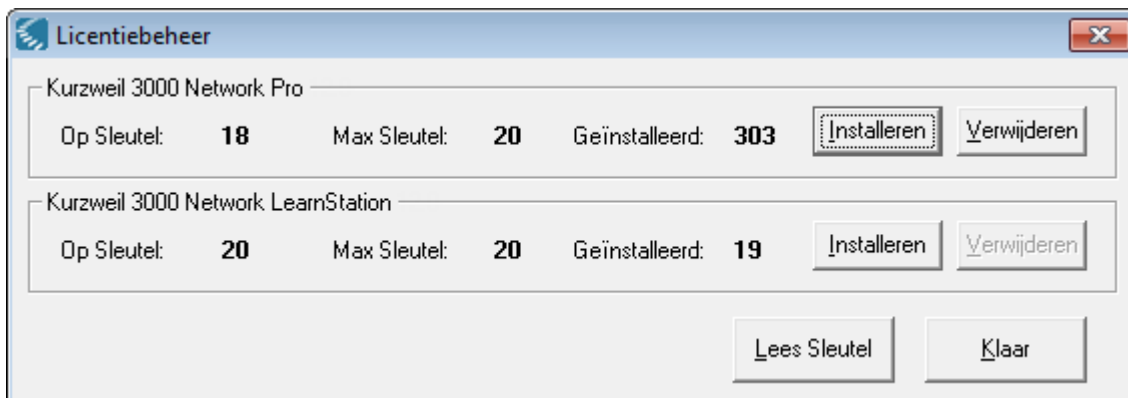 Licentiebeheer
Kurzweil 3000 Network Pro
Op Sleutel: 18 Max Sleutel: 20 Geïnstalleerd: 303 Installeren Verwijderen
Kurzweil 3000 Network LearnStation
Op Sleutel: 20 Max Sleutel: 20 Geïnstalleerd: 19 Installeren Verwijderen
Lees Sleutel Klaar